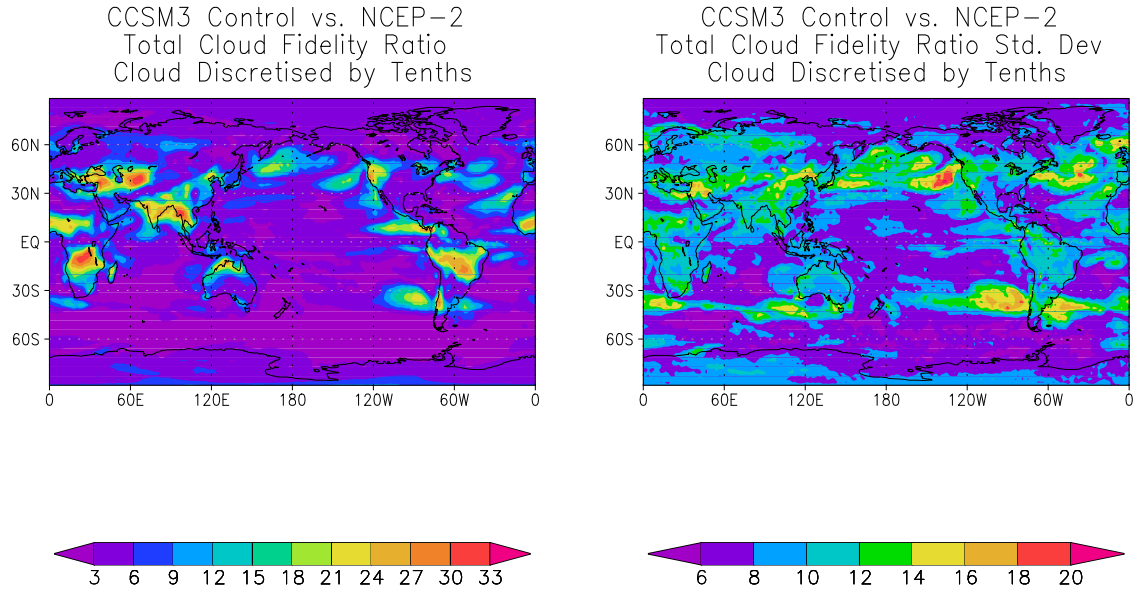 CCSM3 Control vs. NCEP-2
Total Cloud Fidelity Ratio
Cloud Discretised by Tenths
60N
30N
EQ
30S
60S
0 60E 120E 180 120W 60W 0
3 6 9 12 15 18 21 24 27 30 33
CCSM3 Control vs. NCEP-2
Total Cloud Fidelity Ratio Std. Dev
Cloud Discretised by Tenths
60N
30N
EQ
30S
60S
0 60E 120E 180 120W 60W 0
6 8 10 12 14 16 18 20